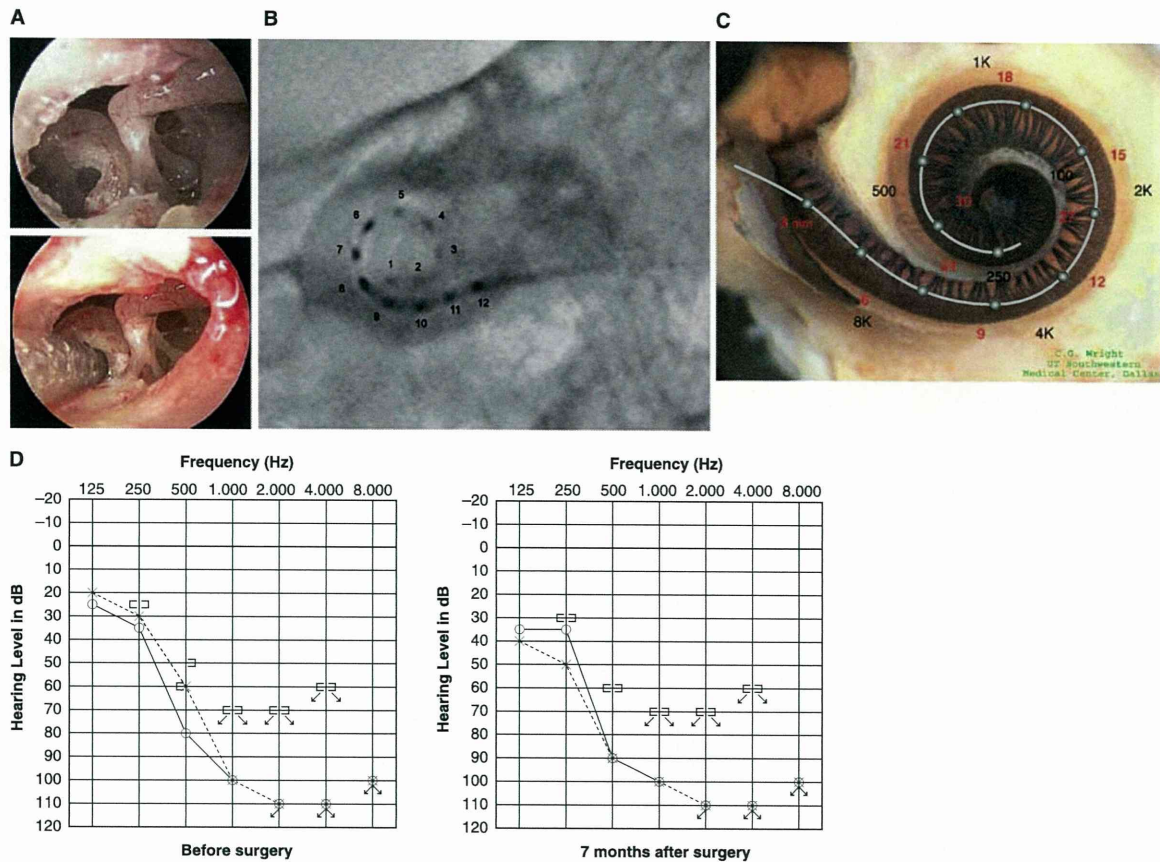 A
B
C
5
6
4
7
3
1
2
8
9
10
11
12
1K
18
21
15
100
500
2K
3 mm
250
12
6
8K
4K
9
C.G. Wright
UT Southwestern
Medical Center, Dallas
D
Frequency (Hz)
125 250 500 1.000 2.000 4.000 8.000
Hearing Level in dB
−20
−10
0
10
20
30
40
50
60
70
80
90
100
110
120
Before surgery
Frequency (Hz)
125 250 500 1.000 2.000 4.000 8.000
Hearing Level in dB
−20
−10
0
10
20
30
40
50
60
70
80
90
100
110
120
7 months after surgery